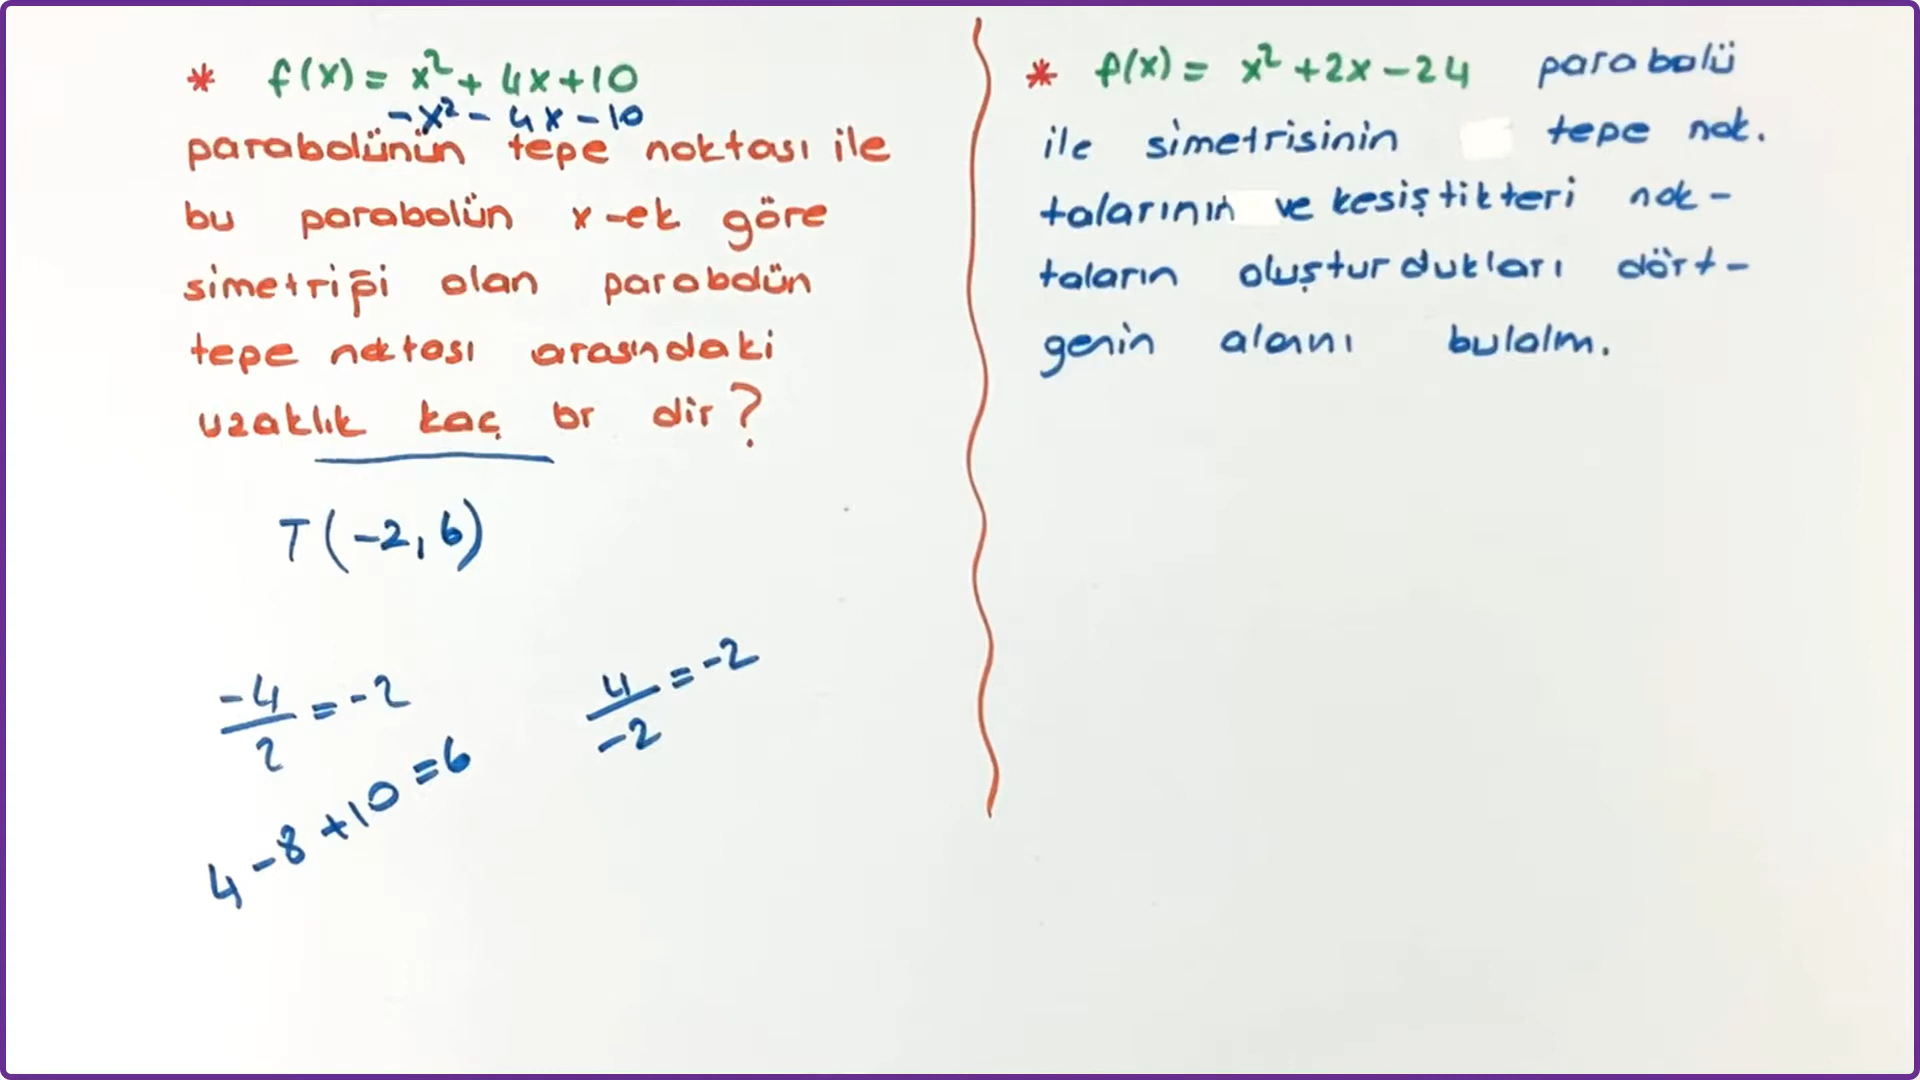 * f(x) = x² + 4x + 10
-x² - 4x - 10
parabolünün tepe noktası ile
bu parabolün x-ek göre
simetriği olan parabolün
tepe noktası arasındaki
uzaklık kaç br dir?
T(-2, 6)
-4/2 = -2
4/-2 = -2
4 - 8 + 10 = 6
* f(x) = x² + 2x - 24 parabolü
ile simetrisinin tepe nok.
talarının ve kesiştikteri nok-
taların oluşturdukları dört-
genin alanı bulalm.